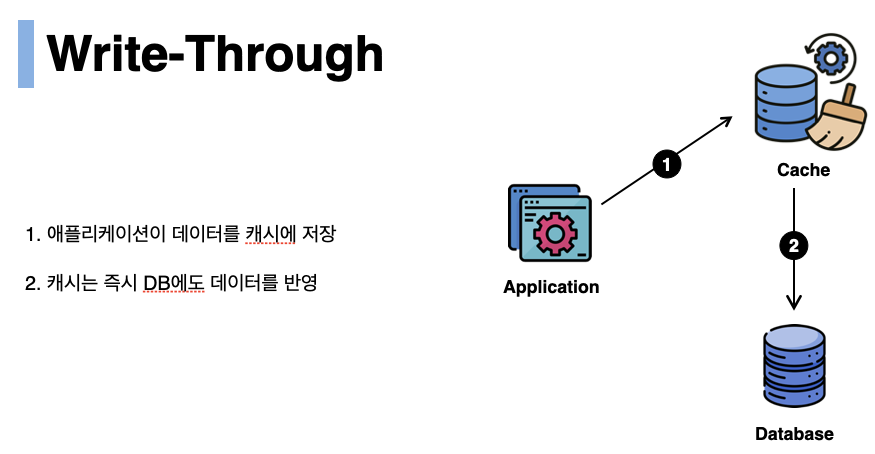 Write-Through
1. 애플리케이션이 데이터를 캐시에 저장
2. 캐시는 즉시 DB에도 데이터를 반영
1
Cache
Application
2
Database